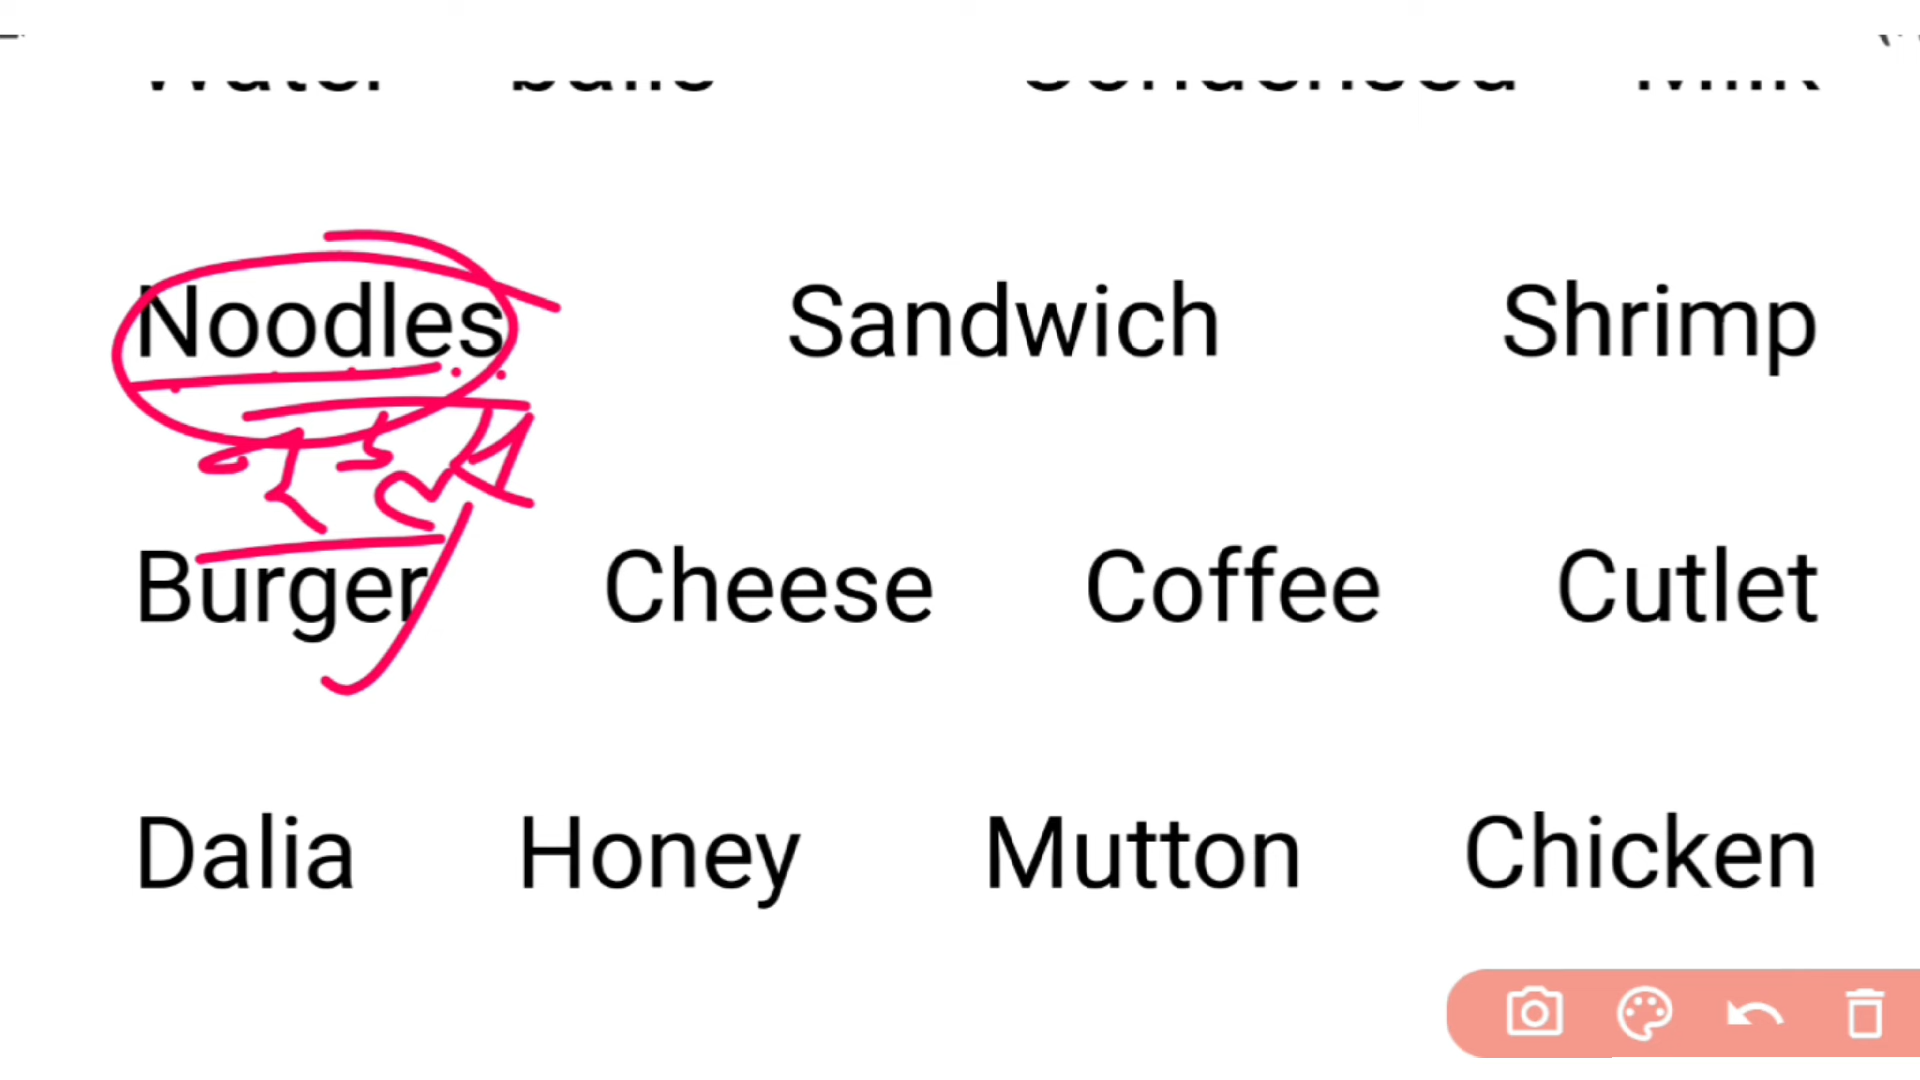 Noodles Sandwich Shrimp
Burger Cheese Coffee Cutlet
Dalia Honey Mutton Chicken